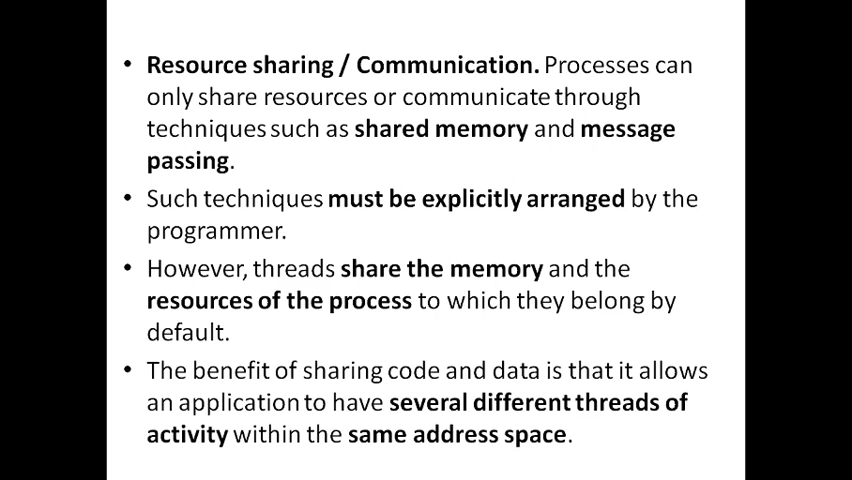 • Resource sharing / Communication. Processes can
only share resources or communicate through
techniques such as shared memory and message
passing.
• Such techniques must be explicitly arranged by the
programmer.
• However, threads share the memory and the
resources of the process to which they belong by
default.
• The benefit of sharing code and data is that it allows
an application to have several different threads of
activity within the same address space.